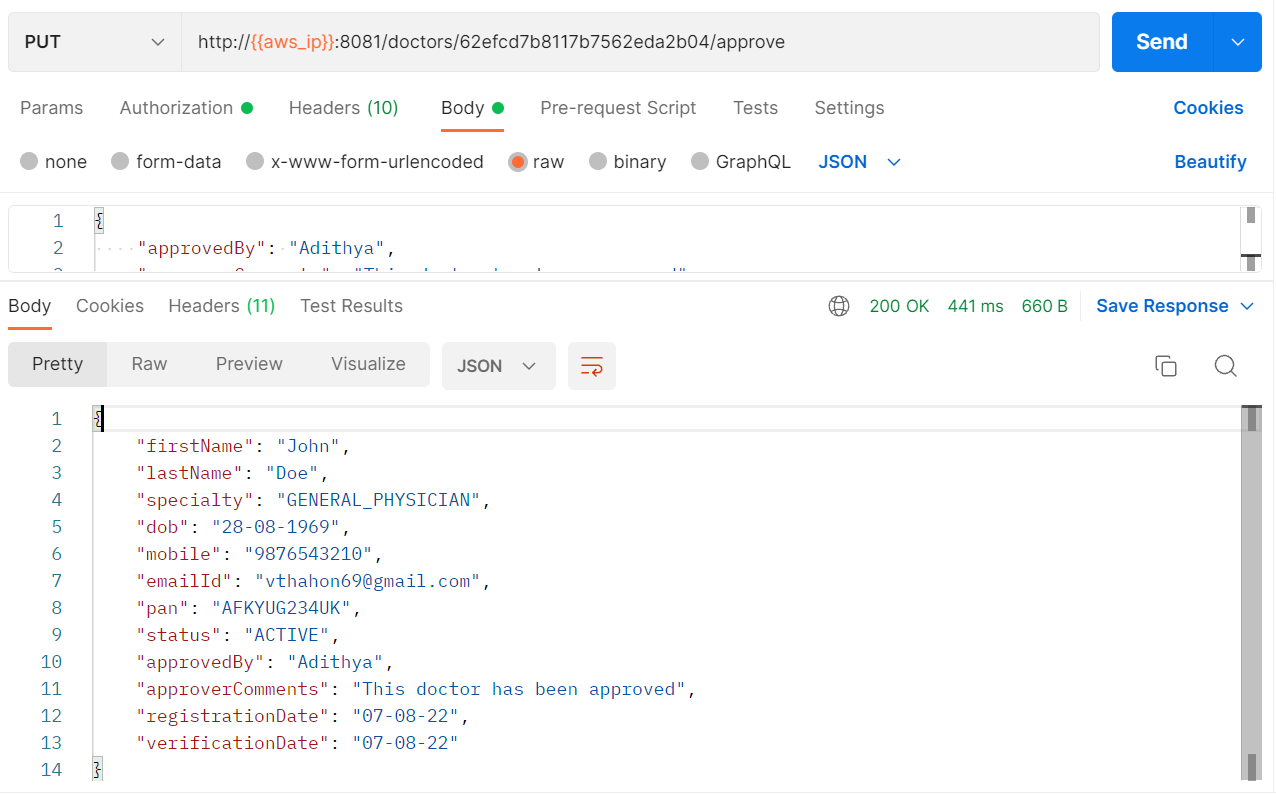 PUT http://{{aws_ip}}:8081/doctors/62efcd7b8117b7562eda2b04/approve Send
Params Authorization Headers (10) Body Pre-request Script Tests Settings Cookies
none form-data x-www-form-urlencoded raw binary GraphQL JSON Beautify
1 {
2 "approvedBy": "Adithya",
Body Cookies Headers (11) Test Results 200 OK 441 ms 660 B Save Response
Pretty Raw Preview Visualize JSON
1 {
2 "firstName": "John",
3 "lastName": "Doe",
4 "specialty": "GENERAL_PHYSICIAN",
5 "dob": "28-08-1969",
6 "mobile": "9876543210",
7 "emailId": "vthahon69@gmail.com",
8 "pan": "AFKYUG234UK",
9 "status": "ACTIVE",
10 "approvedBy": "Adithya",
11 "approverComments": "This doctor has been approved",
12 "registrationDate": "07-08-22",
13 "verificationDate": "07-08-22"
14 }